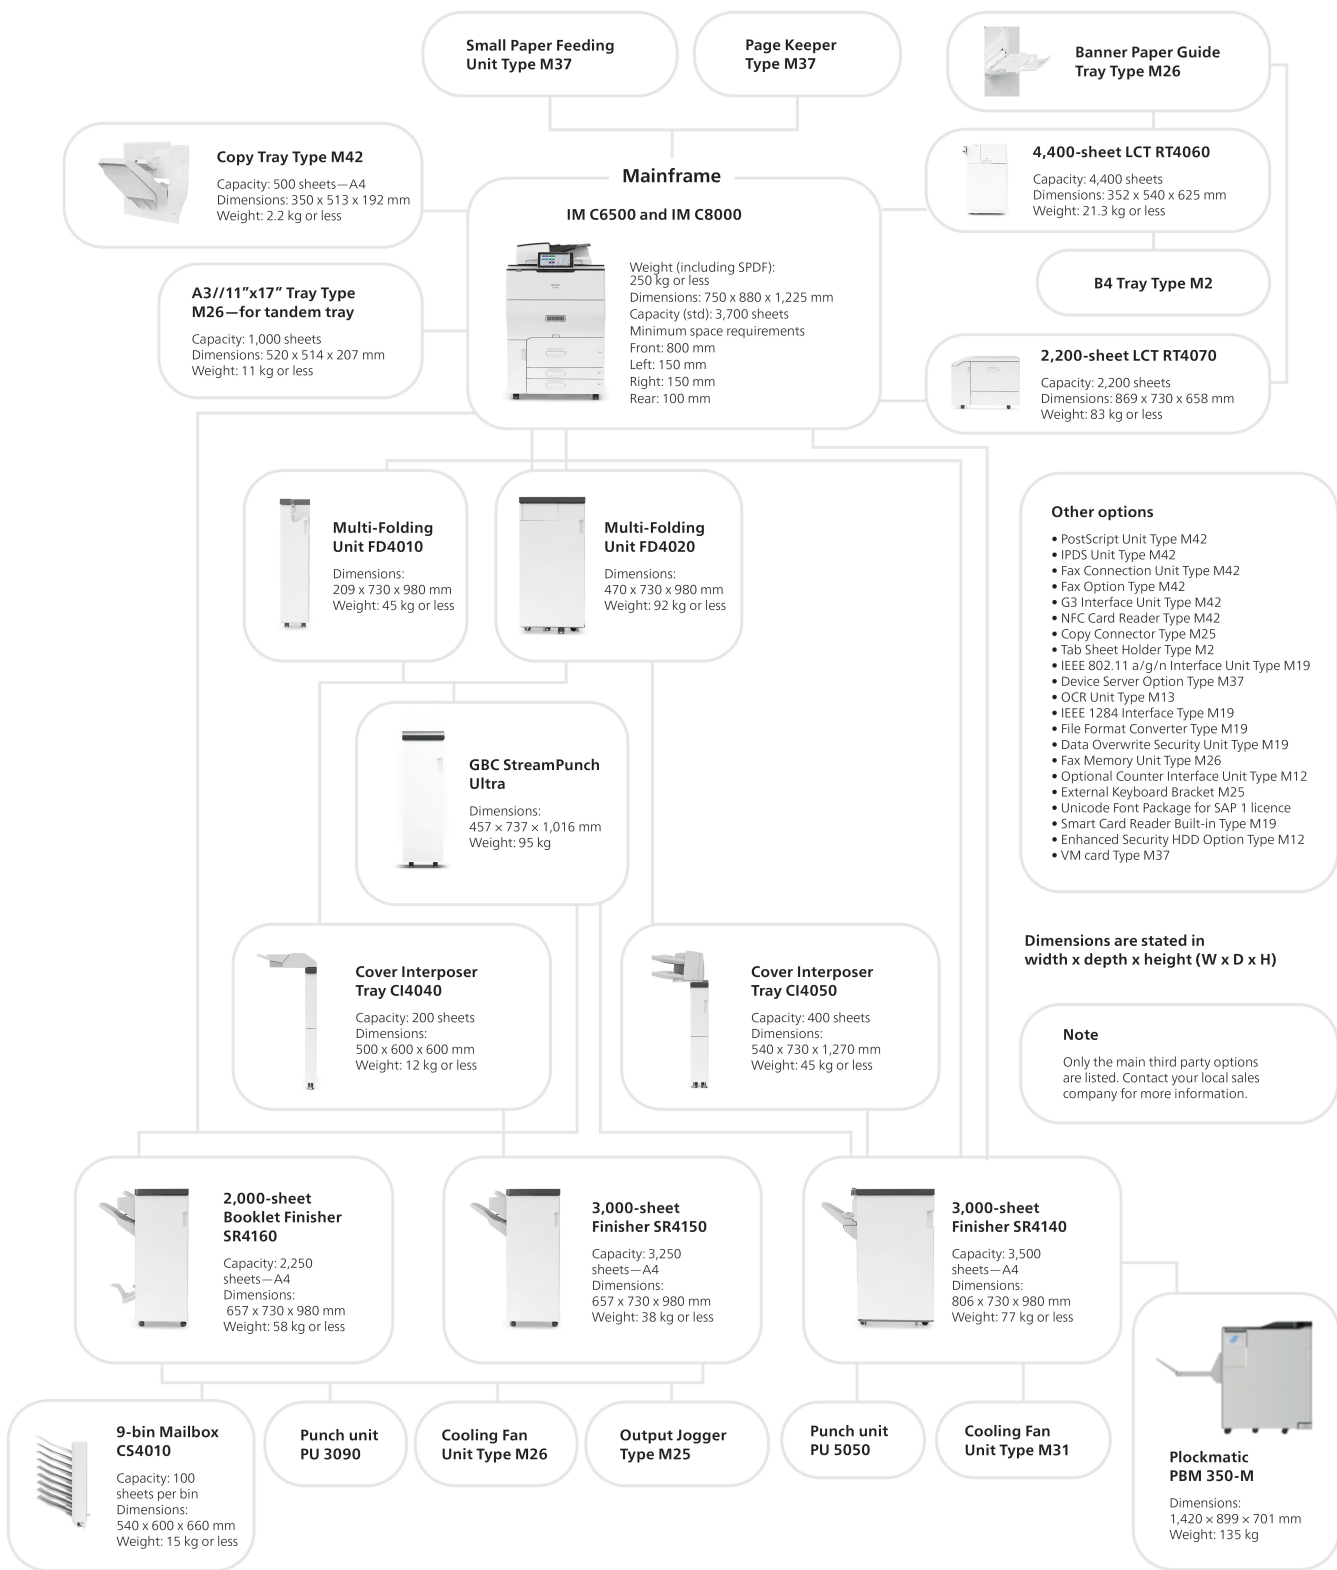 Small Paper Feeding
Unit Type M37
Page Keeper
Type M37
Banner Paper Guide
Tray Type M26
Copy Tray Type M42
Capacity: 500 sheets—A4
Dimensions: 350 x 513 x 192 mm
Weight: 2.2 kg or less
4,400-sheet LCT RT4060
Capacity: 4,400 sheets
Dimensions: 352 x 540 x 625 mm
Weight: 21.3 kg or less
Mainframe
IM C6500 and IM C8000
Weight (including SPDF):
250 kg or less
Dimensions: 750 x 880 x 1,225 mm
Capacity (std): 3,700 sheets
Minimum space requirements
Front: 800 mm
Left: 150 mm
Right: 150 mm
Rear: 100 mm
B4 Tray Type M2
A3//11”x17” Tray Type
M26—for tandem tray
Capacity: 1,000 sheets
Dimensions: 520 x 514 x 207 mm
Weight: 11 kg or less
2,200-sheet LCT RT4070
Capacity: 2,200 sheets
Dimensions: 869 x 730 x 658 mm
Weight: 83 kg or less
Multi-Folding
Unit FD4010
Dimensions:
209 x 730 x 980 mm
Weight: 45 kg or less
Multi-Folding
Unit FD4020
Dimensions:
470 x 730 x 980 mm
Weight: 92 kg or less
Other options
• PostScript Unit Type M42
• IPDS Unit Type M42
• Fax Connection Unit Type M42
• Fax Option Type M42
• G3 Interface Unit Type M42
• NFC Card Reader Type M42
• Copy Connector Type M25
• Tab Sheet Holder Type M2
• IEEE 802.11 a/g/n Interface Unit Type M19
• Device Server Option Type M37
• OCR Unit Type M13
• IEEE 1284 Interface Type M19
• File Format Converter Type M19
• Data Overwrite Security Unit Type M19
• Fax Memory Unit Type M26
• Optional Counter Interface Unit Type M12
• External Keyboard Bracket M25
• Unicode Font Package for SAP 1 licence
• Smart Card Reader Built-in Type M19
• Enhanced Security HDD Option Type M12
• VM card Type M37
GBC StreamPunch
Ultra
Dimensions:
457 × 737 × 1,016 mm
Weight: 95 kg
Dimensions are stated in
width x depth x height (W x D x H)
Cover Interposer
Tray CI4040
Capacity: 200 sheets
Dimensions:
500 x 600 x 600 mm
Weight: 12 kg or less
Cover Interposer
Tray CI4050
Capacity: 400 sheets
Dimensions:
540 x 730 x 1,270 mm
Weight: 45 kg or less
Note
Only the main third party options
are listed. Contact your local sales
company for more information.
2,000-sheet
Booklet Finisher
SR4160
Capacity: 2,250
sheets—A4
Dimensions:
657 x 730 x 980 mm
Weight: 58 kg or less
3,000-sheet
Finisher SR4150
Capacity: 3,250
sheets—A4
Dimensions:
657 x 730 x 980 mm
Weight: 38 kg or less
3,000-sheet
Finisher SR4140
Capacity: 3,500
sheets—A4
Dimensions:
806 x 730 x 980 mm
Weight: 77 kg or less
9-bin Mailbox
CS4010
Capacity: 100
sheets per bin
Dimensions:
540 x 600 x 660 mm
Weight: 15 kg or less
Punch unit
PU 3090
Cooling Fan
Unit Type M26
Output Jogger
Type M25
Punch unit
PU 5050
Cooling Fan
Unit Type M31
Plockmatic
PBM 350-M
Dimensions:
1,420 × 899 × 701 mm
Weight: 135 kg